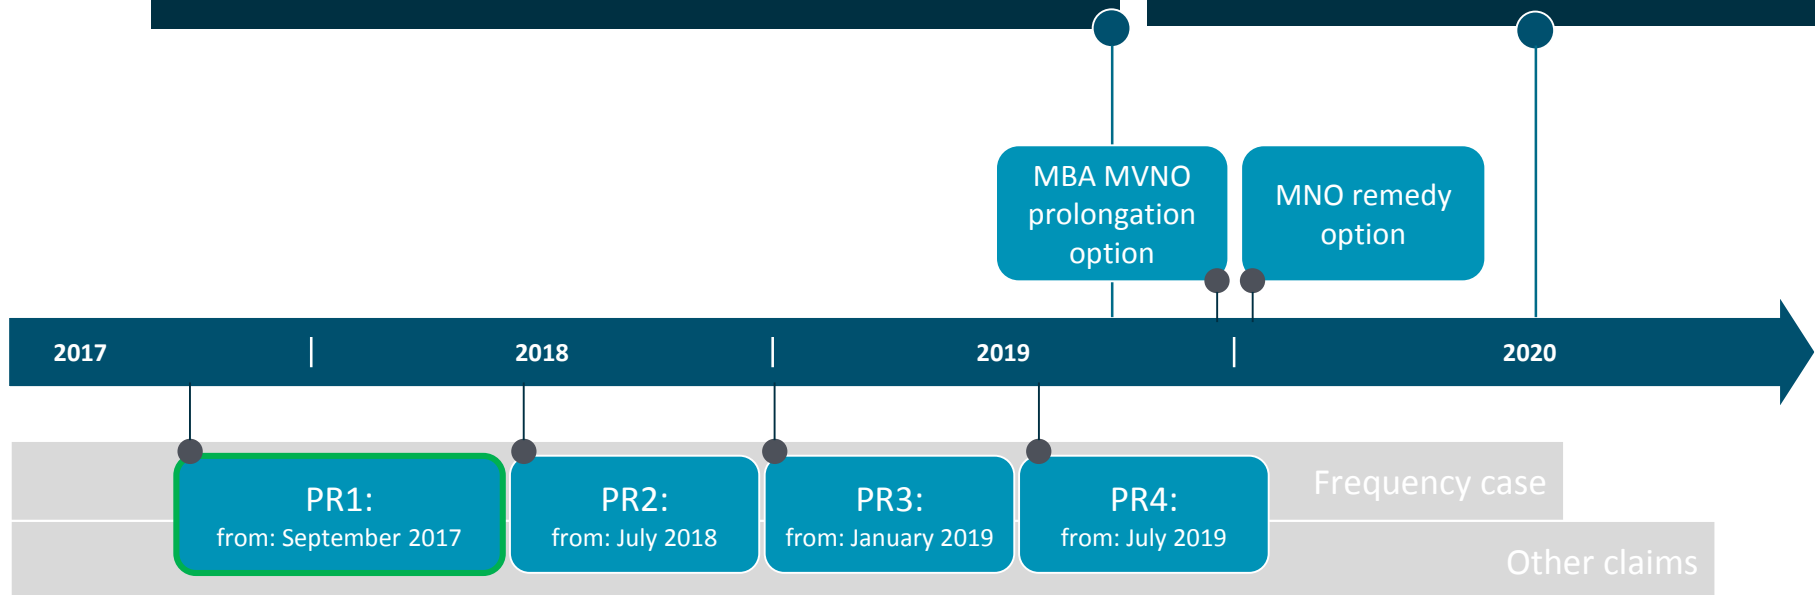 MBA MVNO
prolongation
option
MNO remedy
option
2017
2018
2019
2020
Frequency case
PR1:
from: September 2017
PR2:
from: July 2018
PR3:
from: January 2019
PR4:
from: July 2019
Other claims